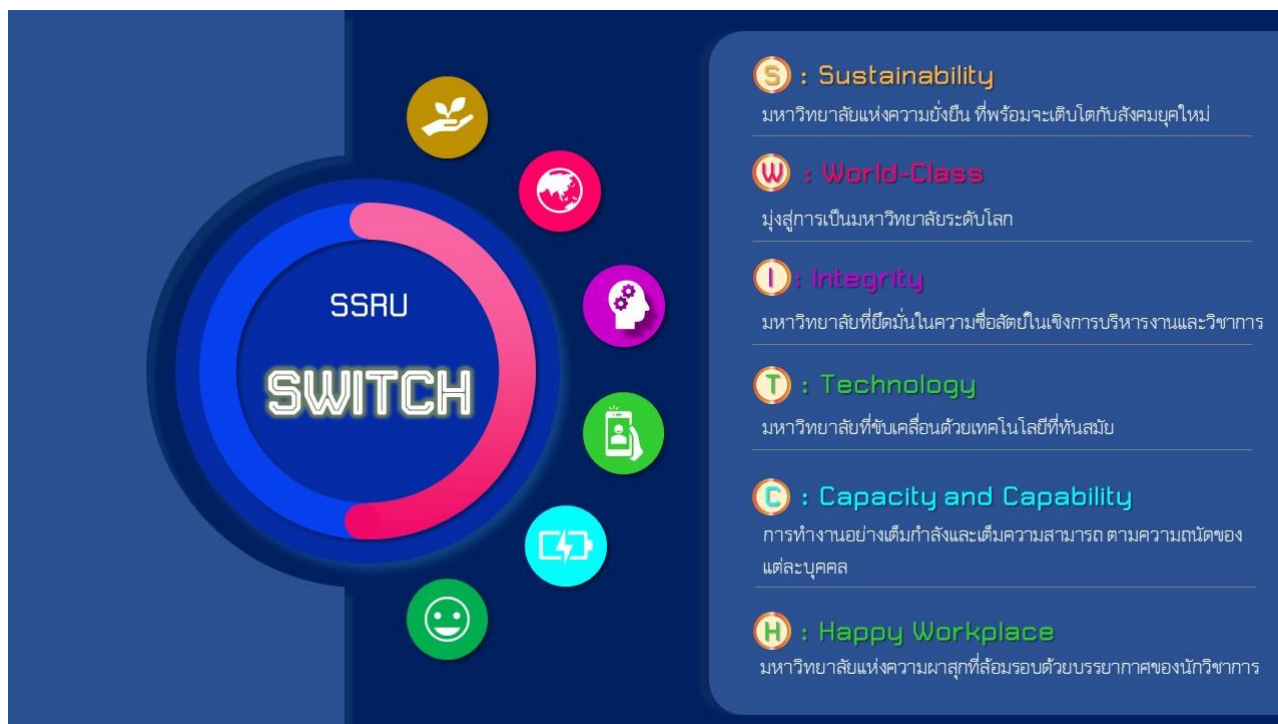 SSRU
SWITCH
S : Sustainability
มหาวิทยาลัยแห่งความยั่งยืน ที่พร้อมจะเติบโตกับสังคมยุคใหม่
W : World-Class
มุ่งสู่การเป็นมหาวิทยาลัยระดับโลก
I : Integrity
มหาวิทยาลัยที่ยึดมั่นในความซื่อสัตย์ในเชิงการบริหารงานและวิชาการ
T : Technology
มหาวิทยาลัยที่ขับเคลื่อนด้วยเทคโนโลยีที่ทันสมัย
C : Capacity and Capability
การทำงานอย่างเต็มกำลังและเต็มความสามารถ ตามความถนัดของ
แต่ละบุคคล
H : Happy Workplace
มหาวิทยาลัยแห่งความผาสุกที่ล้อมรอบด้วยบรรยากาศของนักวิชาการ